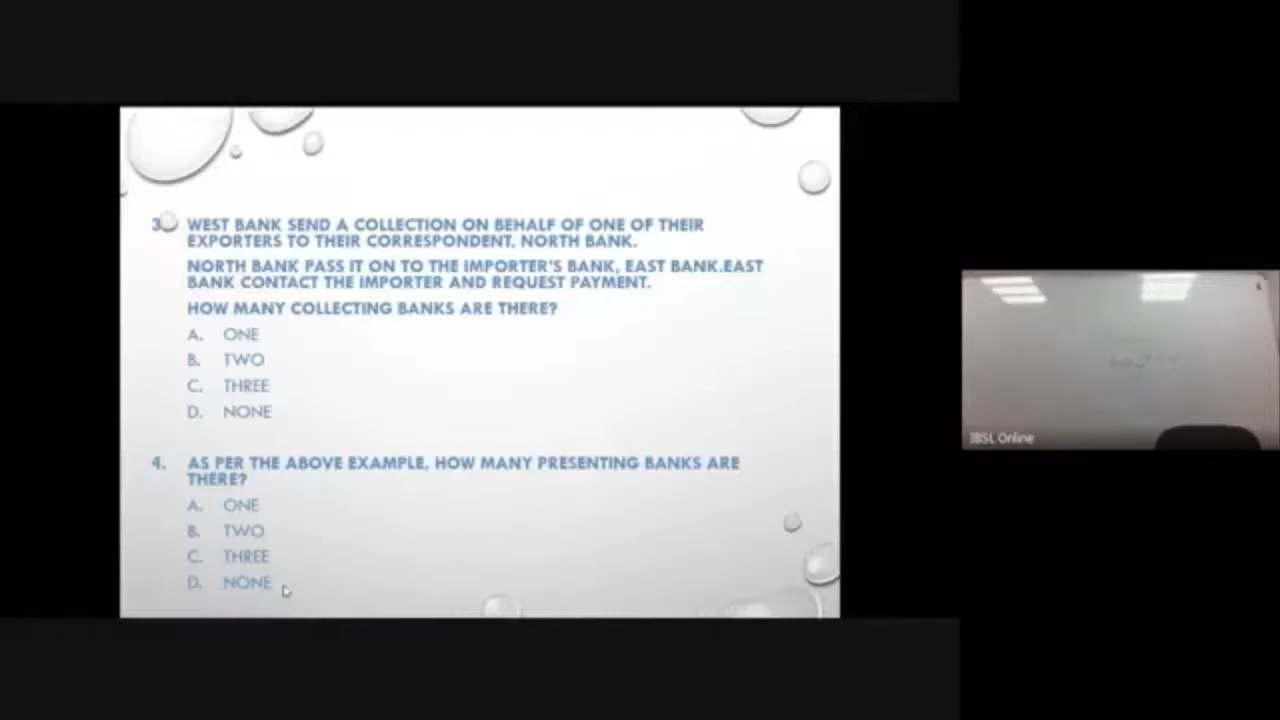 3. WEST BANK SEND A COLLECTION ON BEHALF OF ONE OF THEIR
EXPORTERS TO THEIR CORRESPONDENT, NORTH BANK.
NORTH BANK PASS IT ON TO THE IMPORTER'S BANK, EAST BANK.EAST
BANK CONTACT THE IMPORTER AND REQUEST PAYMENT.
HOW MANY COLLECTING BANKS ARE THERE?
A. ONE
B. TWO
C. THREE
D. NONE
4. AS PER THE ABOVE EXAMPLE, HOW MANY PRESENTING BANKS ARE
THERE?
A. ONE
B. TWO
C. THREE
D. NONE
IBSL Online